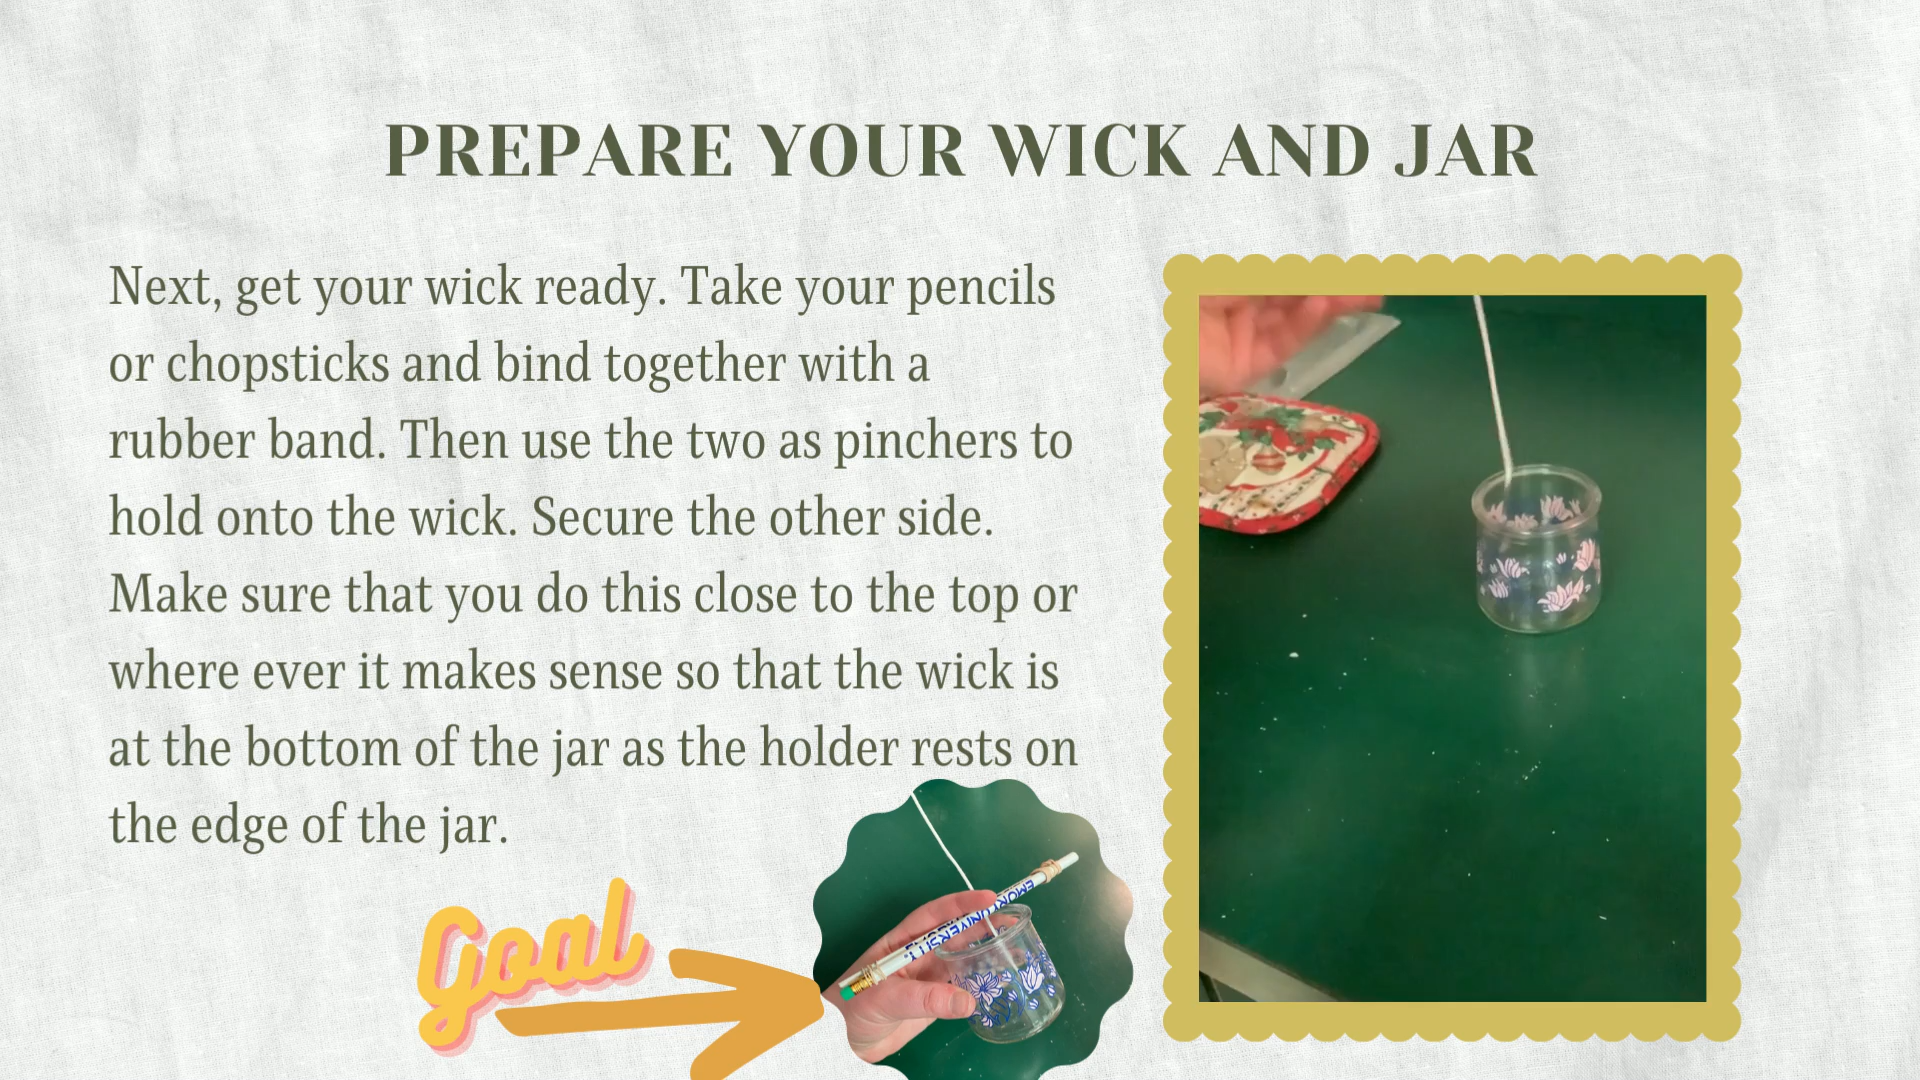 PREPARE YOUR WICK AND JAR
Next, get your wick ready. Take your pencils
or chopsticks and bind together with a
rubber band. Then use the two as pinchers to
hold onto the wick. Secure the other side.
Make sure that you do this close to the top or
where ever it makes sense so that the wick is
at the bottom of the jar as the holder rests on
the edge of the jar.
Goal
EMORY UNIVERSITY